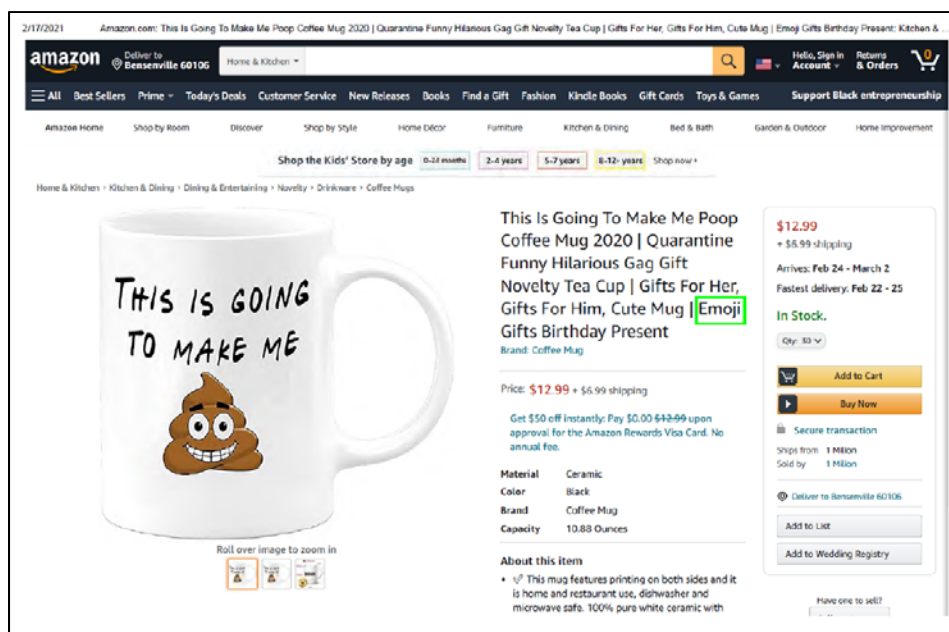 2/17/2021 Amazon.com: This Is Going To Make Me Poop Coffee Mug 2020 | Quarantine Funny Hilarious Gag Gift Novelty Tea Cup | Gifts For Her, Gifts For Him, Cute Mug | Emoji Gifts Birthday Present: Kitchen & ...
amazon Deliver to Bensenville 60106 Home & Kitchen Hello, Sign in Account Returns & Orders 0
All Best Sellers Prime Today's Deals Customer Service New Releases Books Find a Gift Fashion Kindle Books Gift Cards Toys & Games Support Black entrepreneurship
Amazon Home Shop by Room Discover Shop by Style Home Décor Furniture Kitchen & Dining Bed & Bath Garden & Outdoor Home Improvement
Shop the Kids' Store by age 0-24 months 2-4 years 5-7 years 8-12+ years Shop now ›
Home & Kitchen › Kitchen & Dining › Dining & Entertaining › Novelty › Drinkware › Coffee Mugs
THIS IS GOING
TO MAKE ME
Roll over image to zoom in
This Is Going To Make Me Poop
Coffee Mug 2020 | Quarantine
Funny Hilarious Gag Gift
Novelty Tea Cup | Gifts For Her,
Gifts For Him, Cute Mug | Emoji
Gifts Birthday Present
Brand: Coffee Mug
Price: $12.99 + $6.99 shipping
Get $50 off instantly: Pay $0.00 $12.99 upon
approval for the Amazon Rewards Visa Card. No
annual fee.
Material Ceramic
Color Black
Brand Coffee Mug
Capacity 10.88 Ounces
About this item
• This mug features printing on both sides and it
is home and restaurant use, dishwasher and
microwave safe. 100% pure white ceramic with
$12.99
+ $6.99 shipping
Arrives: Feb 24 - March 2
Fastest delivery: Feb 22 - 25
In Stock.
Qty: 50
Add to Cart
Buy Now
Secure transaction
Ships from 1 Milion
Sold by 1 Milion
Deliver to Bensenville 60106
Add to List
Add to Wedding Registry
Have one to sell?